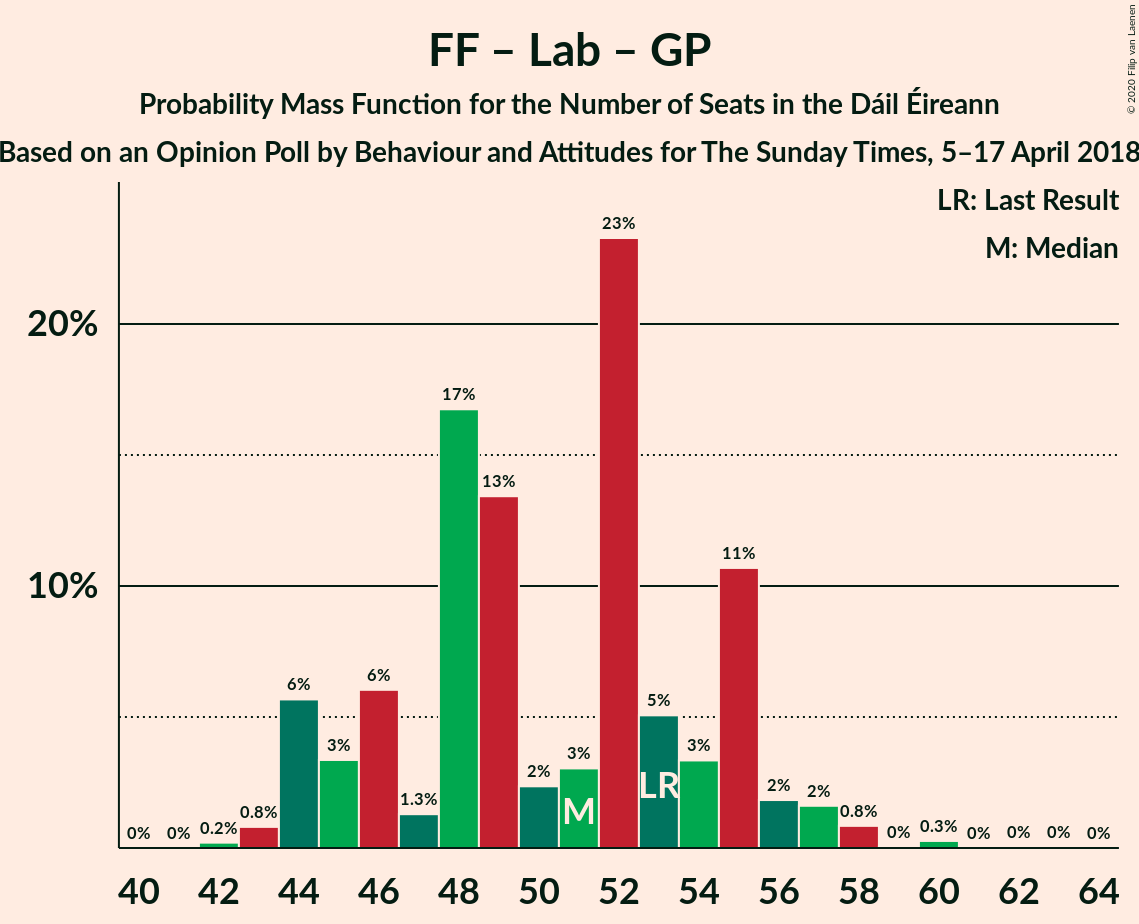 FF – Lab – GP
Probability Mass Function for the Number of Seats in the Dáil Éireann
Based on an Opinion Poll by Behaviour and Attitudes for The Sunday Times, 5–17 April 2018
© 2020 Filip van Laenen
LR: Last Result
M: Median
20%
10%
0% 0% 0.2% 0.8% 6% 3% 6% 1.3% 17% 13% 2% 3% 23% 5% 3% 11% 2% 2% 0.8% 0% 0.3% 0% 0% 0% 0%
M LR
40 42 44 46 48 50 52 54 56 58 60 62 64